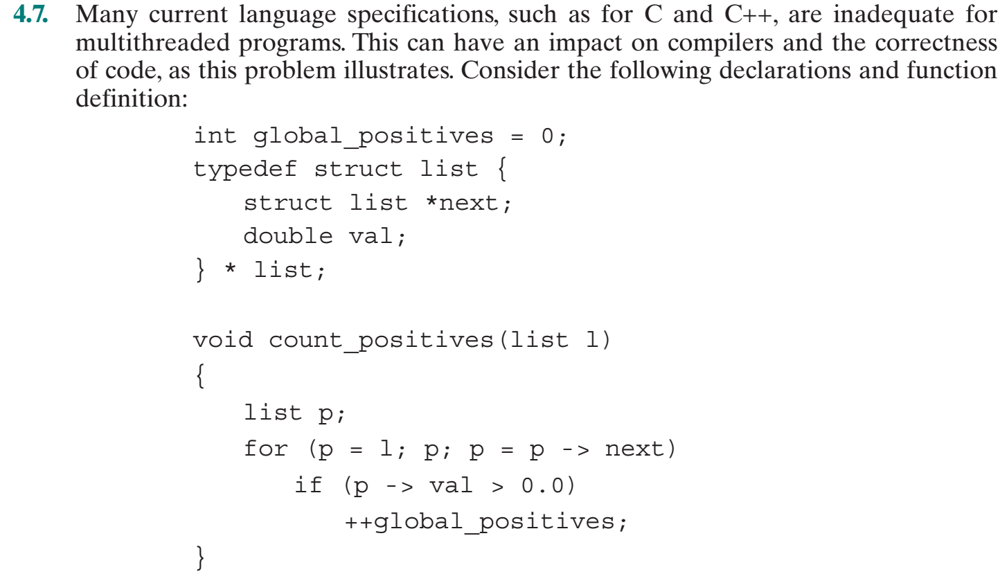 4.7. Many current language specifications, such as for C and C++, are inadequate for
multithreaded programs. This can have an impact on compilers and the correctness
of code, as this problem illustrates. Consider the following declarations and function
definition:
int global_positives = 0;
typedef struct list {
struct list *next;
double val;
} * list;
void count_positives(list l)
{
list p;
for (p = l; p; p = p -> next)
if (p -> val > 0.0)
++global_positives;
}